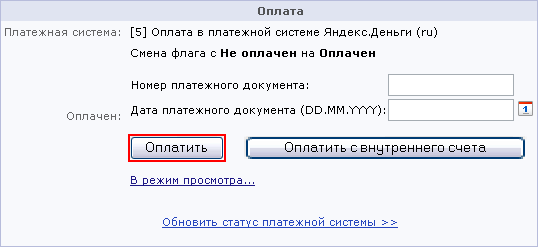 Оплата
Платежная система: [5] Оплата в платежной системе Яндекс.Деньги (ru)
Смена флага с Не оплачен на Оплачен
Номер платежного документа:
Оплачен: Дата платежного документа (DD.MM.YYYY): 1
Оплатить Оплатить с внутреннего счета
В режим просмотра...
Обновить статус платежной системы >>